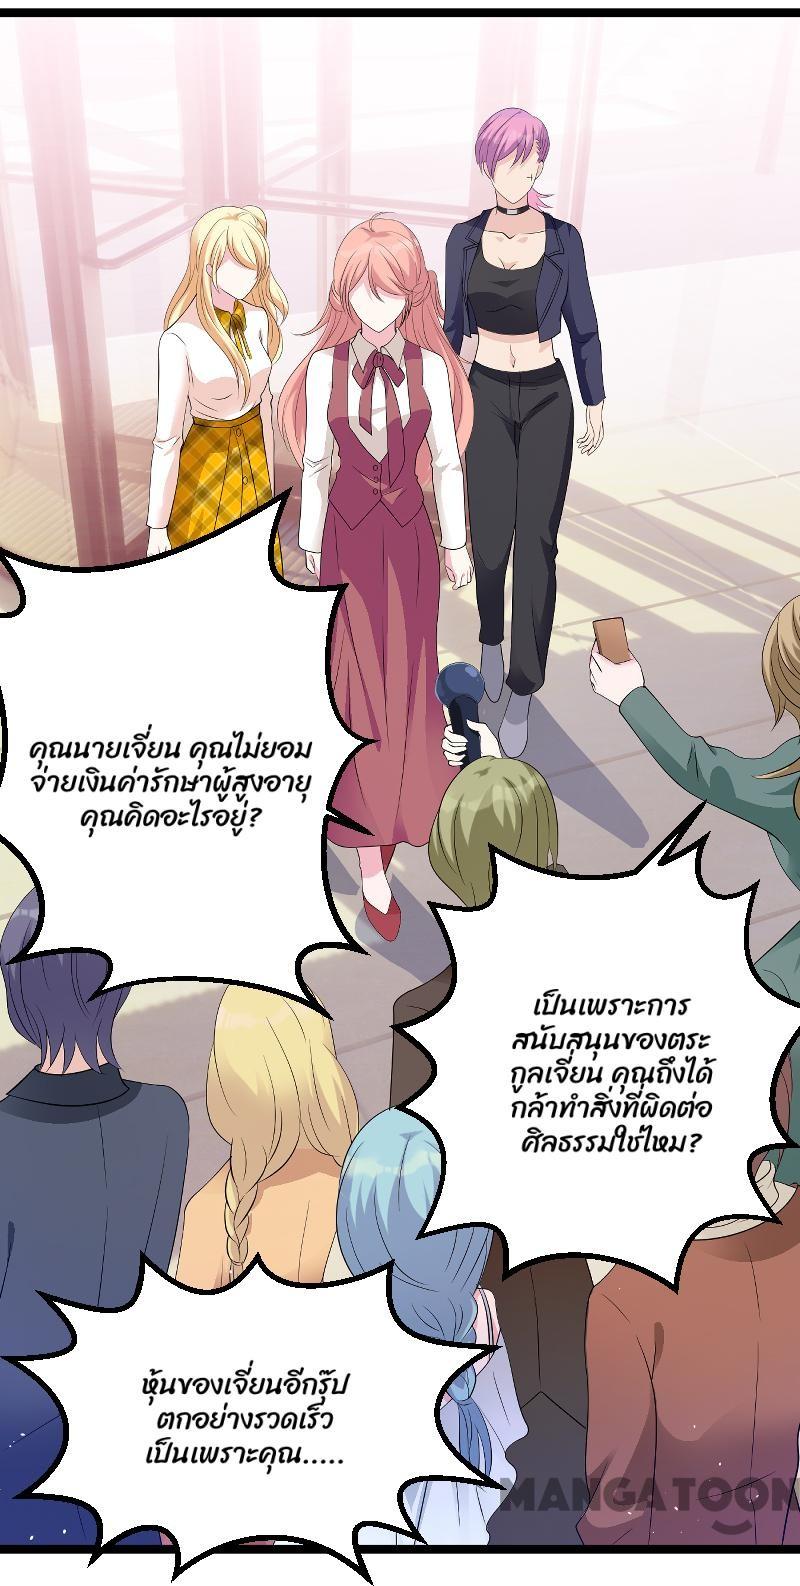 คุณนายเจี่ยน คุณไม่ยอม
จ่ายเงินค่ารักษาผู้สูงอายุ
คุณคิดอะไรอยู่?
เป็นเพราะการ
สนับสนุนของตระ
กูลเจี่ยน คุณถึงได้
กล้าทำสิ่งที่ผิดต่อ
ศิลธรรมใช่ไหม?
หุ้นของเจี่ยนอีกรุ๊ป
ตกอย่างรวดเร็ว
เป็นเพราะคุณ.....
MANGATOON